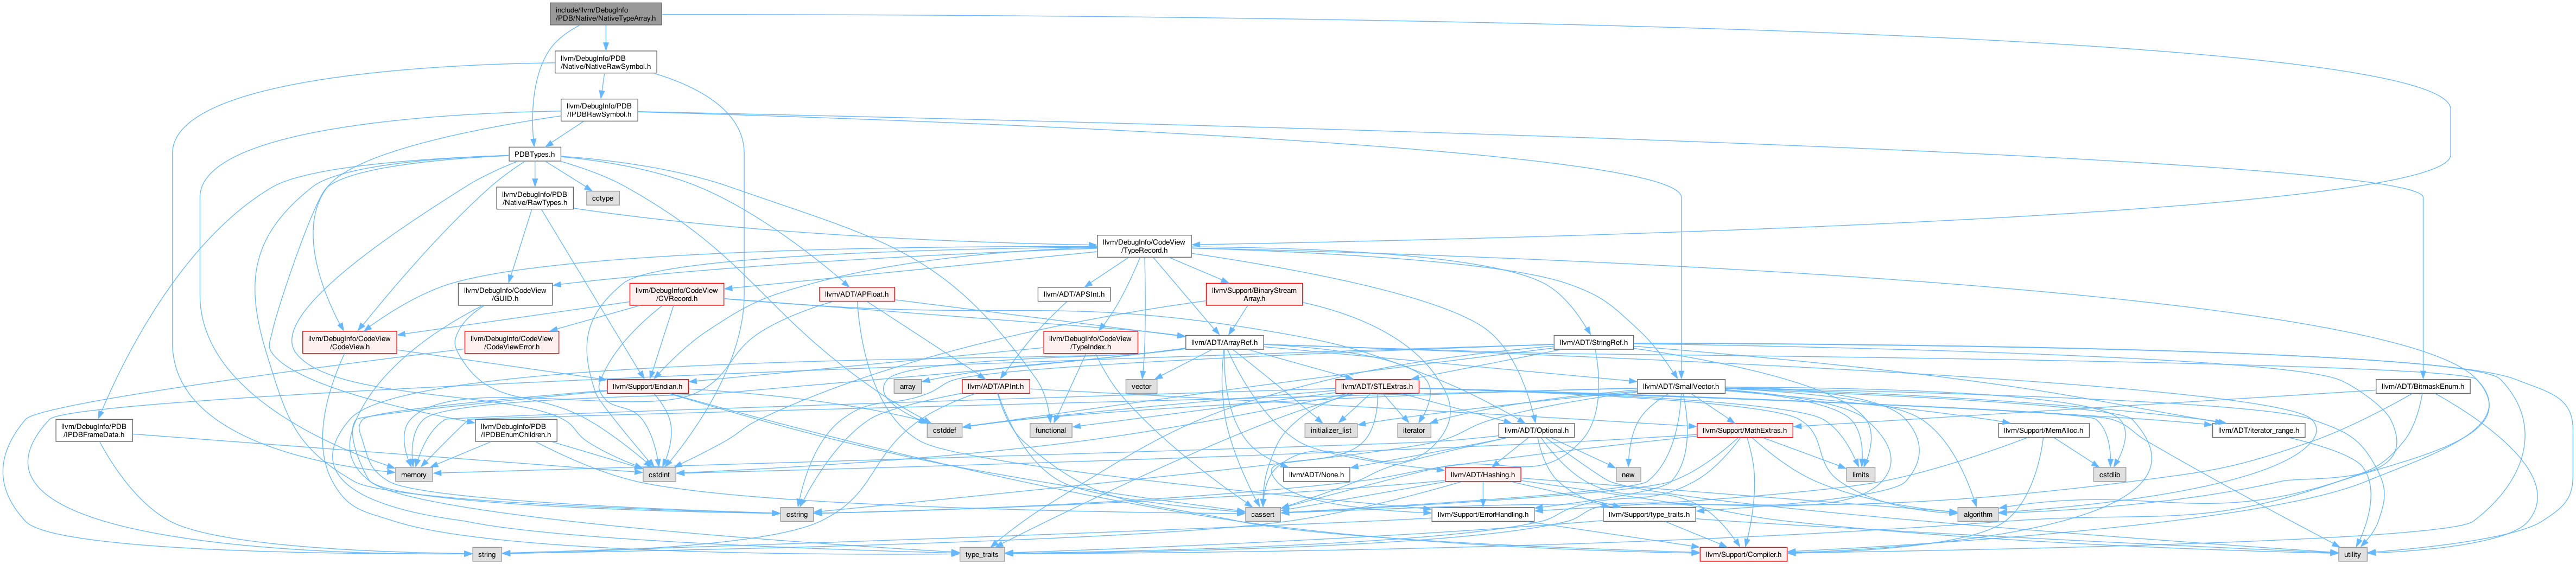 include/llvm/DebugInfo
/PDB/Native/NativeTypeArray.h
llvm/DebugInfo/PDB
/Native/NativeRawSymbol.h
llvm/DebugInfo/PDB
/IPDBRawSymbol.h
PDBTypes.h
llvm/DebugInfo/PDB
/Native/RawTypes.h
cctype
llvm/DebugInfo/CodeView
/TypeRecord.h
llvm/DebugInfo/CodeView
/GUID.h
llvm/DebugInfo/CodeView
/CVRecord.h
llvm/ADT/APFloat.h
llvm/ADT/APSInt.h
llvm/Support/BinaryStream
Array.h
llvm/DebugInfo/CodeView
/CodeView.h
llvm/DebugInfo/CodeView
/CodeViewError.h
llvm/DebugInfo/CodeView
/TypeIndex.h
llvm/ADT/ArrayRef.h
llvm/ADT/StringRef.h
llvm/Support/Endian.h
array
llvm/ADT/APInt.h
vector
llvm/ADT/STLExtras.h
llvm/ADT/SmallVector.h
llvm/ADT/BitmaskEnum.h
llvm/DebugInfo/PDB
/IPDBFrameData.h
llvm/DebugInfo/PDB
/IPDBEnumChildren.h
cstddef
functional
initializer_list
iterator
llvm/ADT/Optional.h
llvm/Support/MathExtras.h
llvm/Support/MemAlloc.h
llvm/ADT/iterator_range.h
memory
cstdint
llvm/ADT/None.h
llvm/ADT/Hashing.h
new
limits
cstdlib
cstring
cassert
llvm/Support/ErrorHandling.h
llvm/Support/type_traits.h
algorithm
string
type_traits
llvm/Support/Compiler.h
utility